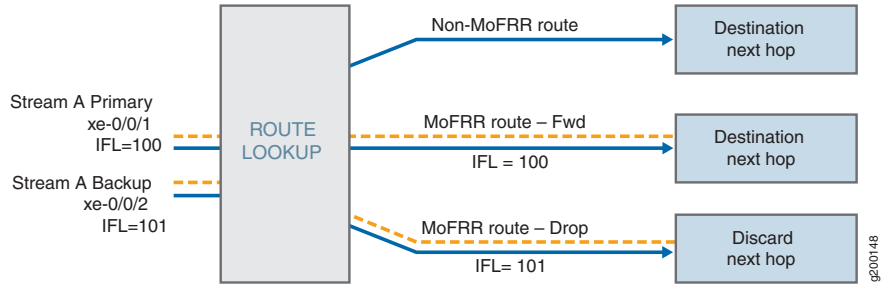 Non-MoFRR route
Destination
next hop
Stream A Primary
xe-0/0/1
IFL=100
ROUTE
LOOKUP
MoFRR route – Fwd
IFL = 100
Destination
next hop
Stream A Backup
xe-0/0/2
IFL=101
MoFRR route – Drop
IFL= 101
Discard
next hop
g200148